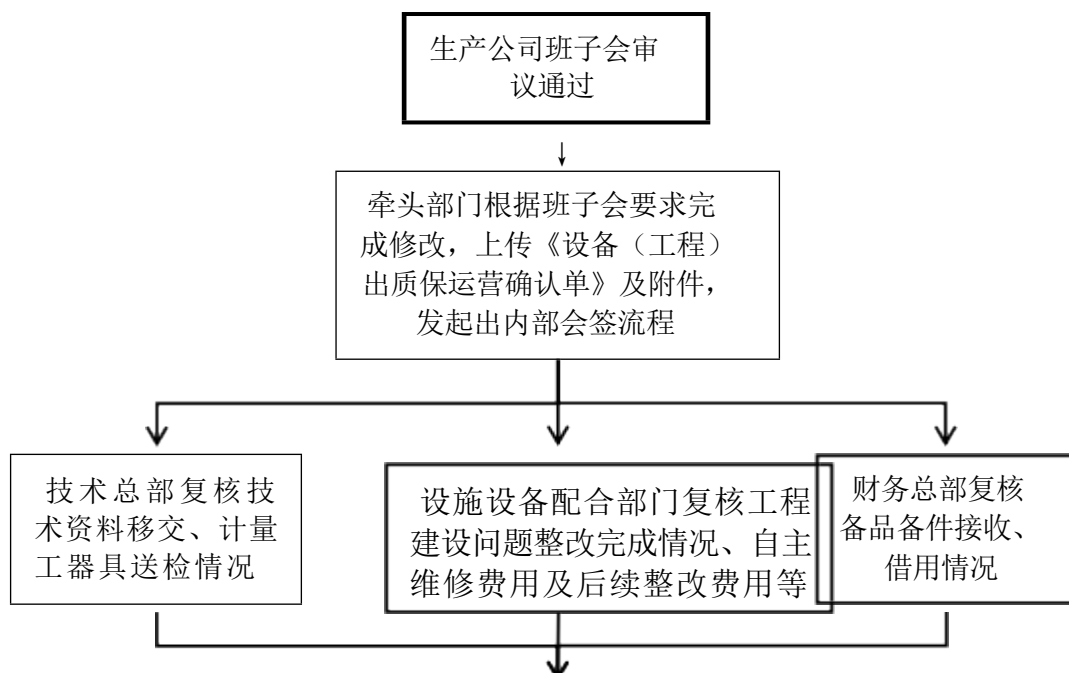 生产公司班子会审
议通过
牵头部门根据班子会要求完
成修改，上传《设备（工程）
出质保运营确认单》及附件，
发起出内部会签流程
技术总部复核技
术资料移交、计量
工器具送检情况
设施设备配合部门复核工程
建设问题整改完成情况、自主
维修费用及后续整改费用等
财务总部复核
备品备件接收、
借用情况